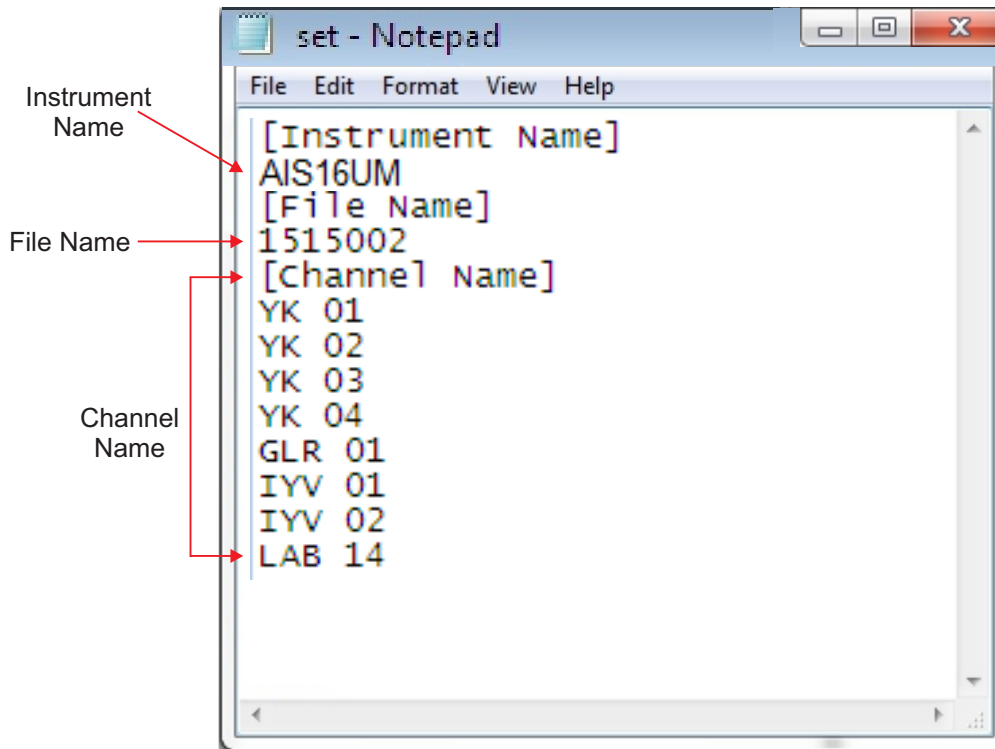 set - Notepad
File Edit Format View Help
Instrument
Name
[Instrument Name]
AIS16UM
[File Name]
File Name
1515002
[Channel Name]
YK 01
YK 02
YK 03
YK 04
Channel
Name
GLR 01
IYV 01
IYV 02
LAB 14